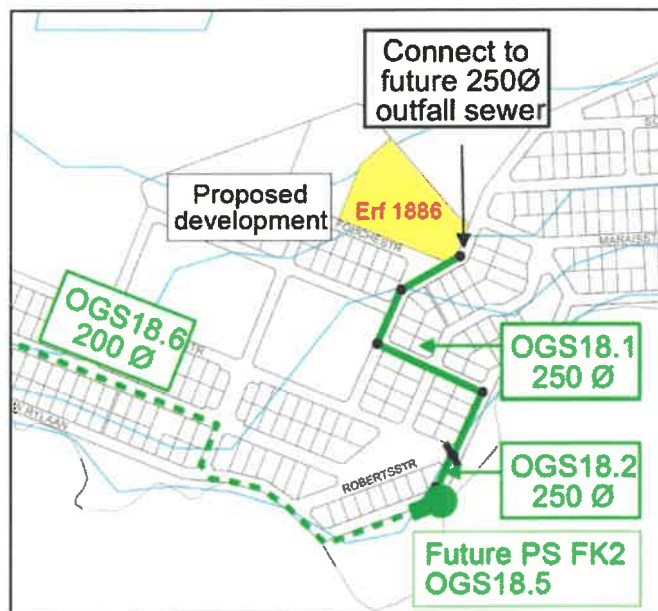 Connect to
future 250Ø
outfall sewer
Proposed
development
Erf 1886
MARAISST
OGS18.6
200 Ø
OGS18.1
250 Ø
OGS18.2
250 Ø
ROBERTSSTR
Future PS FK2
OGS18.5